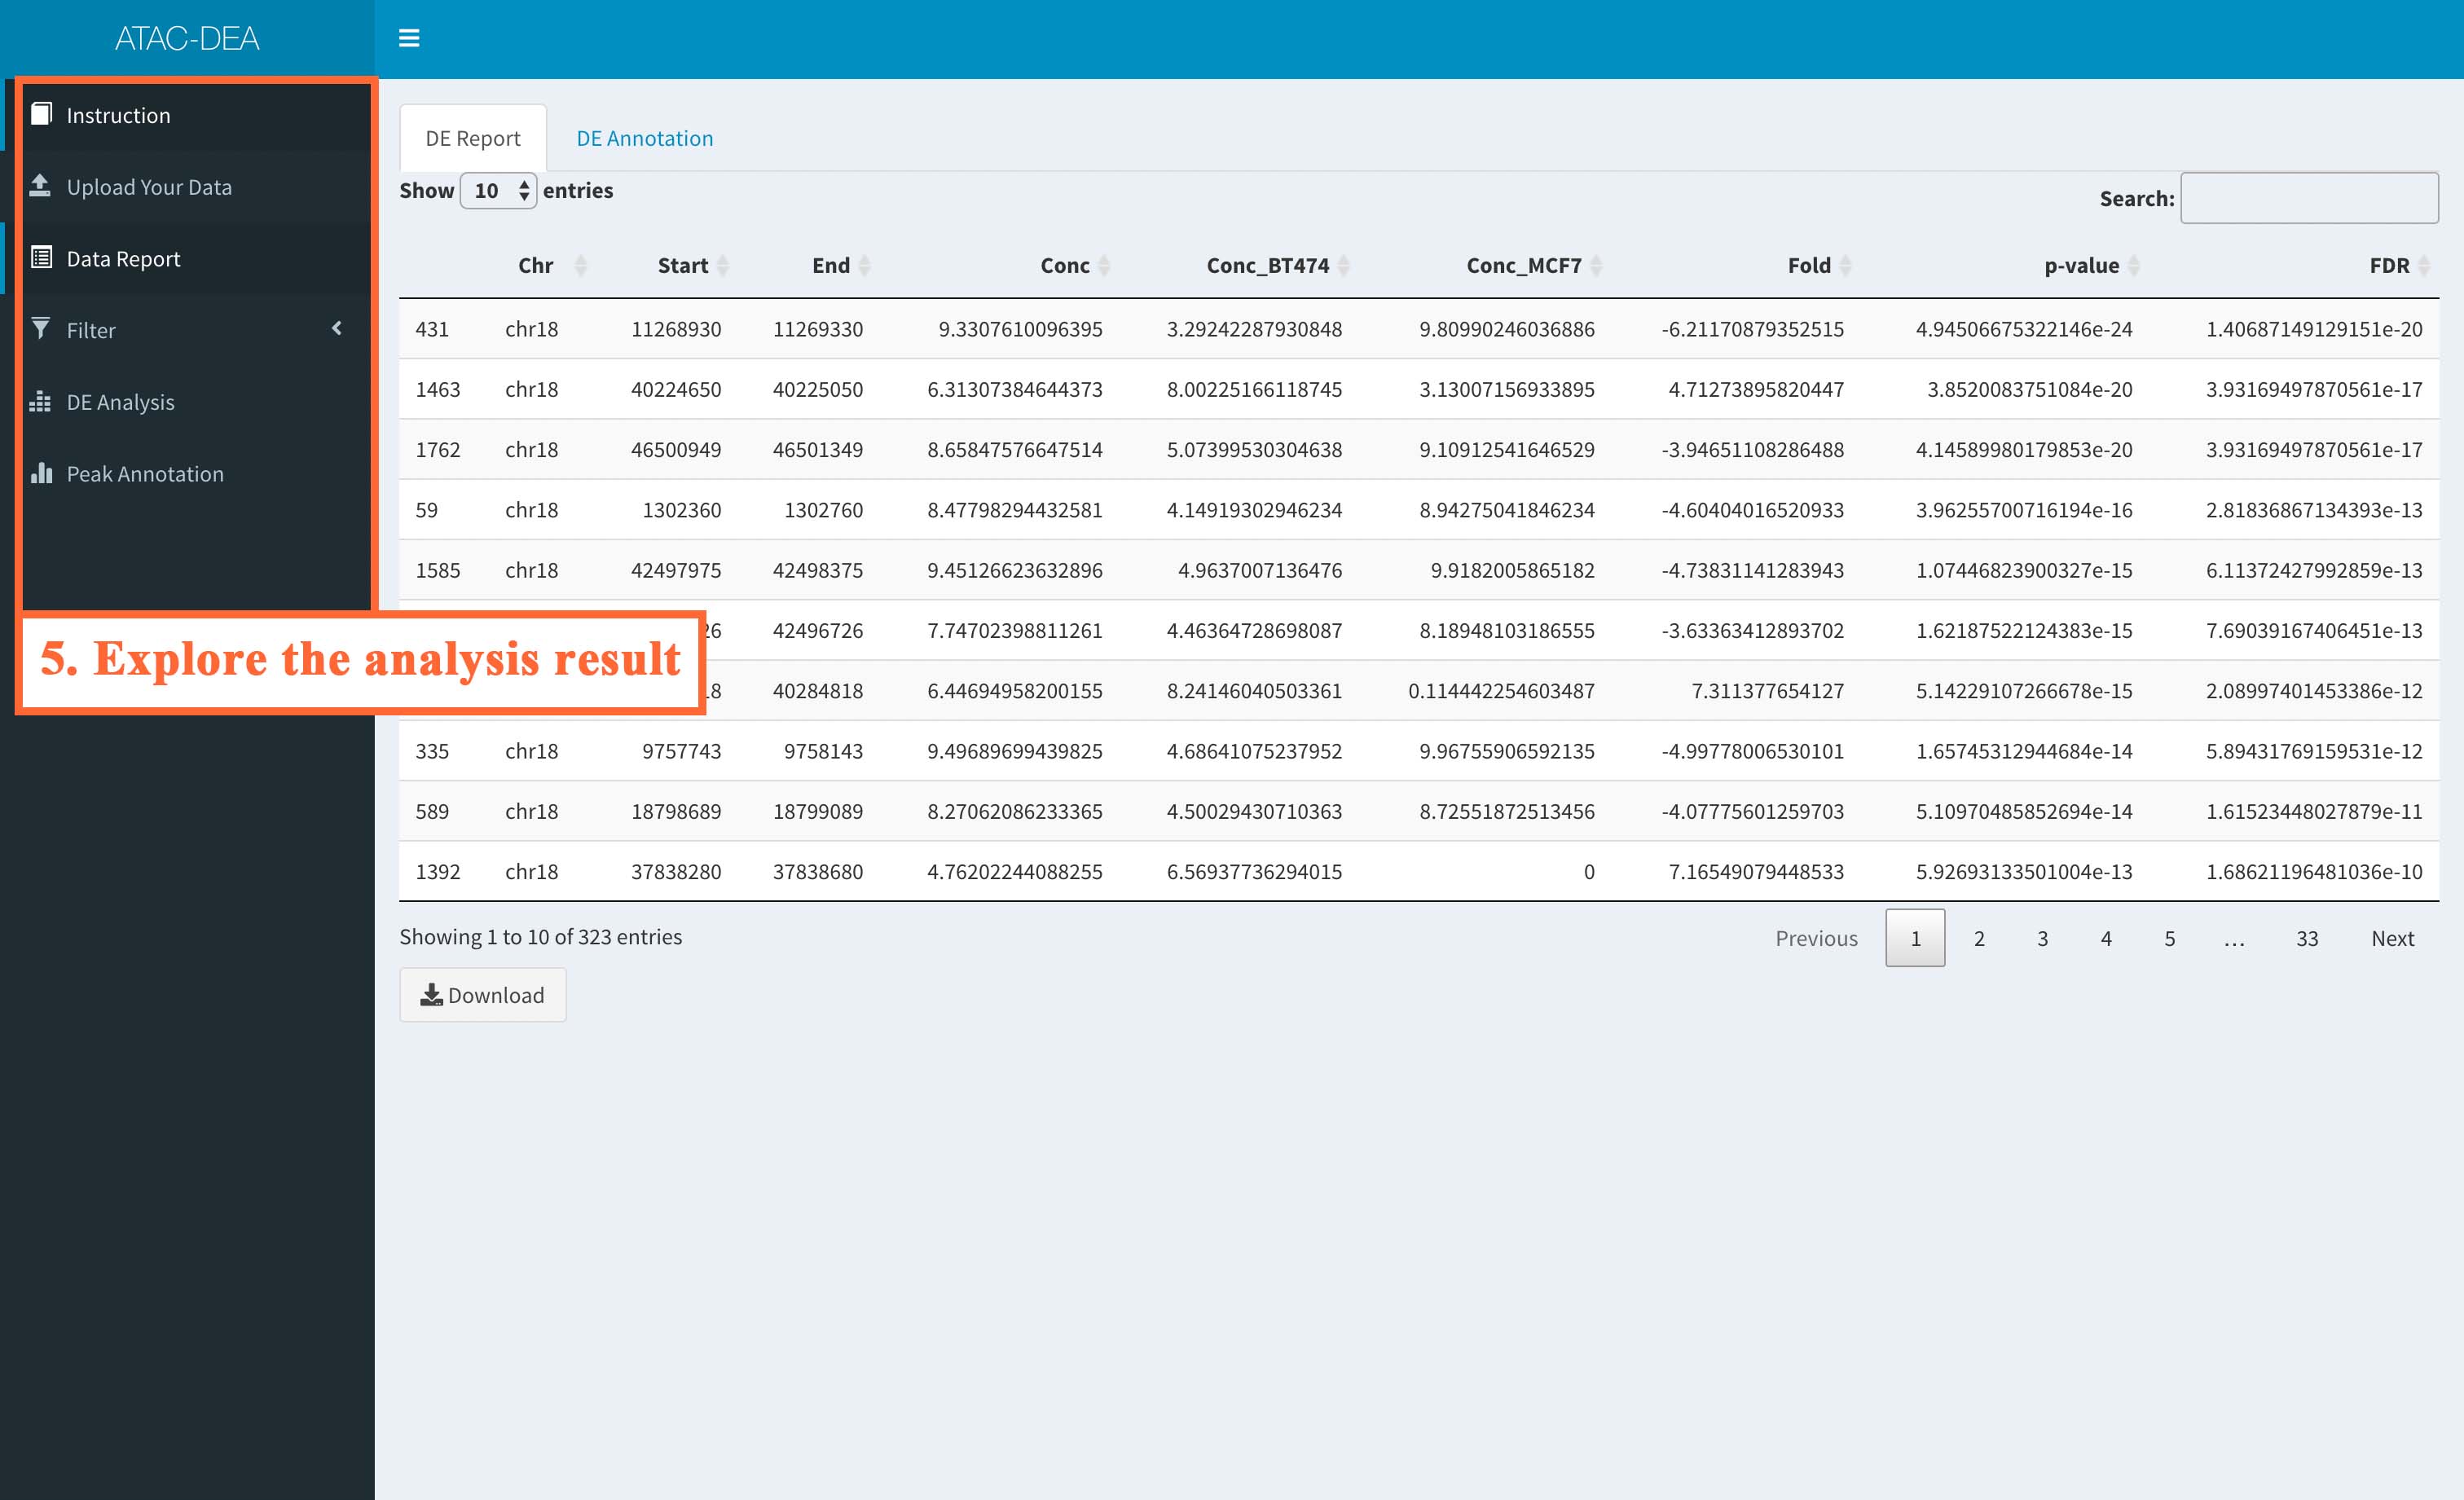 ATAC-DEA
Instruction
Upload Your Data
Data Report
Filter
DE Analysis
Peak Annotation
5. Explore the analysis result
DE Report DE Annotation
Show 10 entries Search:
Chr Start End Conc Conc_BT474 Conc_MCF7 Fold p-value FDR
431 chr18 11268930 11269330 9.3307610096395 3.29242287930848 9.80990246036886 -6.21170879352515 4.94506675322146e-24 1.40687149129151e-20
1463 chr18 40224650 40225050 6.31307384644373 8.00225166118745 3.13007156933895 4.71273895820447 3.8520083751084e-20 3.93169497870561e-17
1762 chr18 46500949 46501349 8.65847576647514 5.07399530304638 9.10912541646529 -3.94651108286488 4.14589980179853e-20 3.93169497870561e-17
59 chr18 1302360 1302760 8.47798294432581 4.14919302946234 8.94275041846234 -4.60404016520933 3.96255700716194e-16 2.81836867134393e-13
1585 chr18 42497975 42498375 9.45126623632896 4.9637007136476 9.9182005865182 -4.73831141283943 1.07446823900327e-15 6.11372427992859e-13
26 42496726 7.74702398811261 4.46364728698087 8.18948103186555 -3.63363412893702 1.62187522124383e-15 7.69039167406451e-13
18 40284818 6.44694958200155 8.24146040503361 0.114442254603487 7.311377654127 5.14229107266678e-15 2.08997401453386e-12
335 chr18 9757743 9758143 9.49689699439825 4.68641075237952 9.96755906592135 -4.99778006530101 1.65745312944684e-14 5.89431769159531e-12
589 chr18 18798689 18799089 8.27062086233365 4.50029430710363 8.72551872513456 -4.07775601259703 5.10970485852694e-14 1.61523448027879e-11
1392 chr18 37838280 37838680 4.76202244088255 6.56937736294015 0 7.16549079448533 5.92693133501004e-13 1.68621196481036e-10
Showing 1 to 10 of 323 entries Previous 1 2 3 4 5 … 33 Next
Download